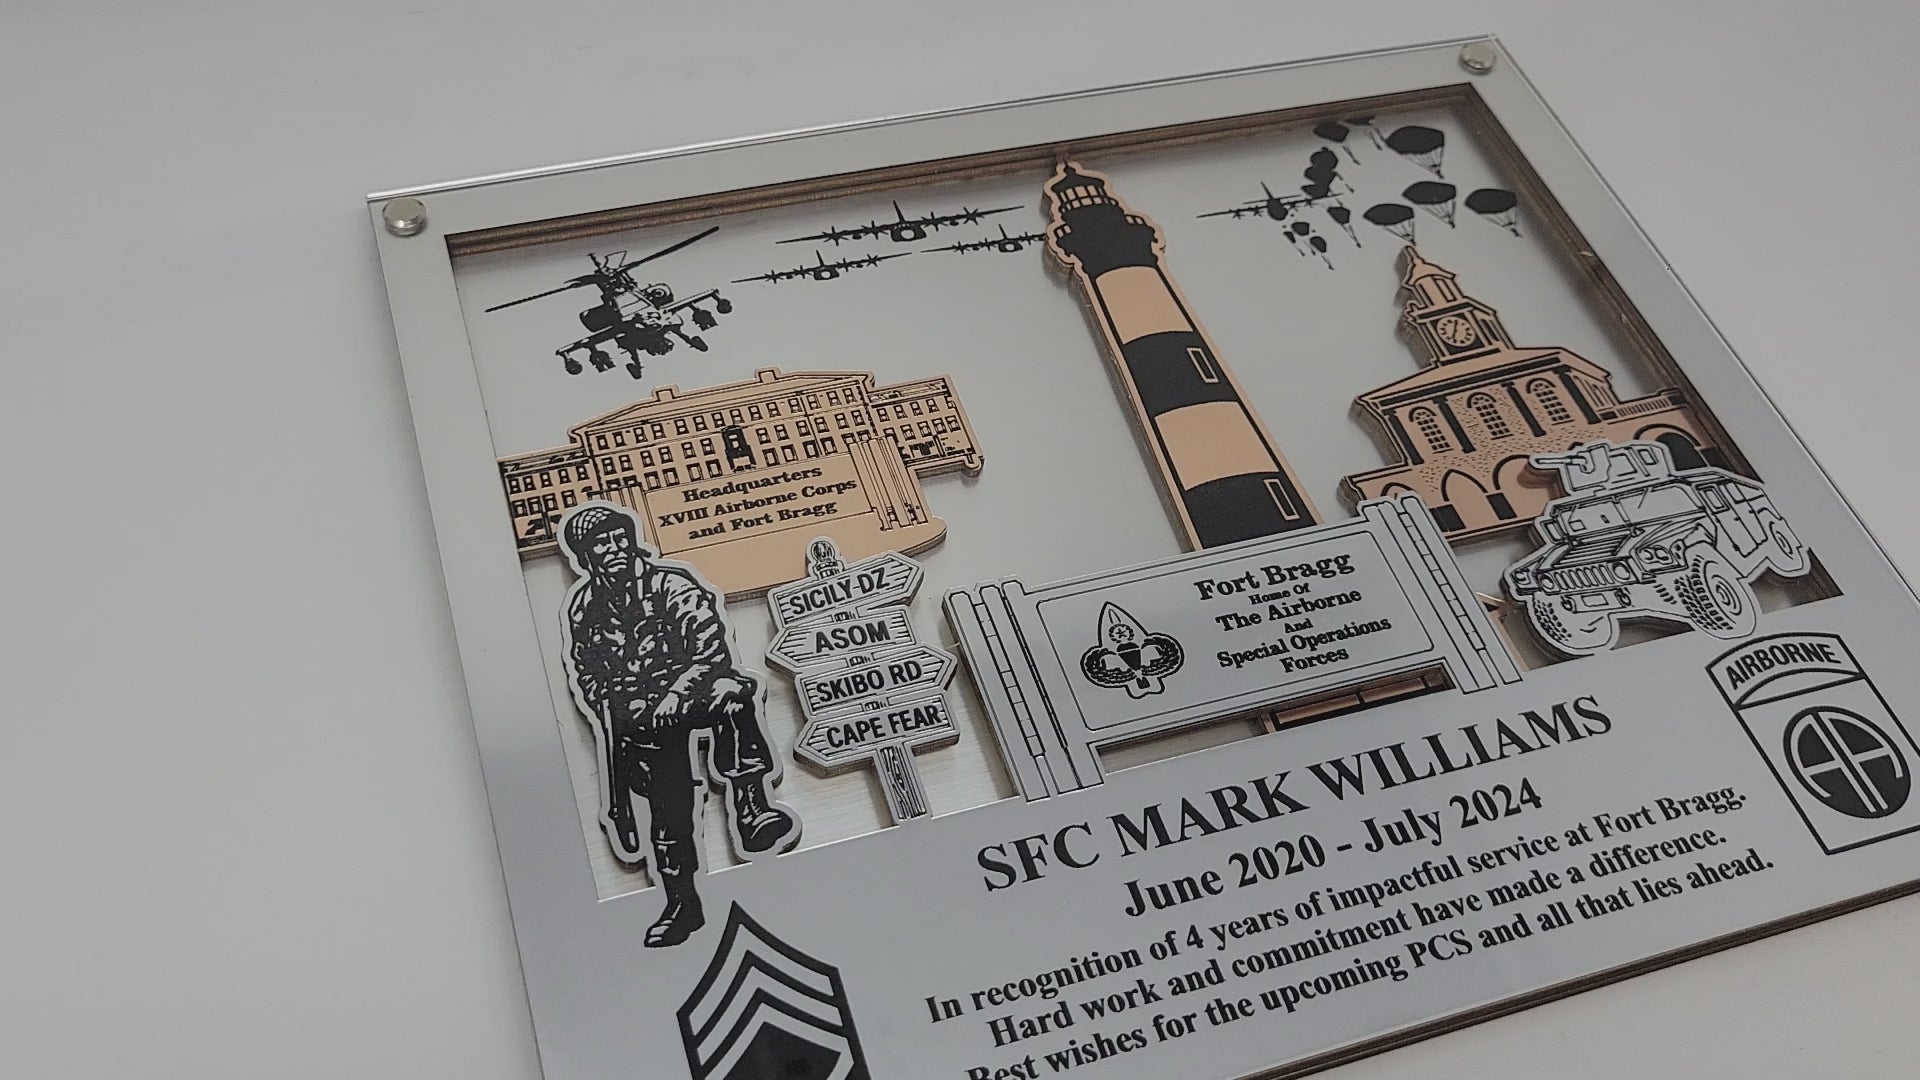 Headquarters
XVIII Airborne Corps
and Fort Bragg
SICILY-DZ
ASOM
SKIBO RD
CAPE FEAR
Fort Bragg
Home Of
The Airborne
And
Special Operations
Forces
AIRBORNE
AA
SFC MARK WILLIAMS
June 2020 - July 2024
In recognition of 4 years of impactful service at Fort Bragg.
Hard work and commitment have made a difference.
Best wishes for the upcoming PCS and all that lies ahead.